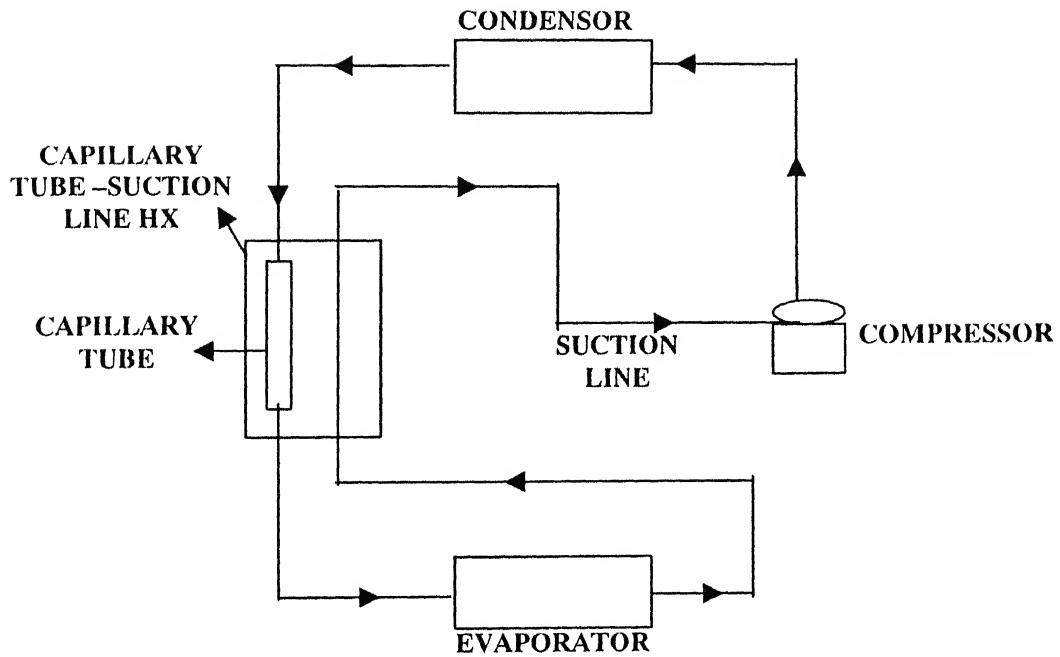 CONDENSOR
CAPILLARY
TUBE –SUCTION
LINE HX
CAPILLARY
TUBE
SUCTION
LINE
COMPRESSOR
EVAPORATOR